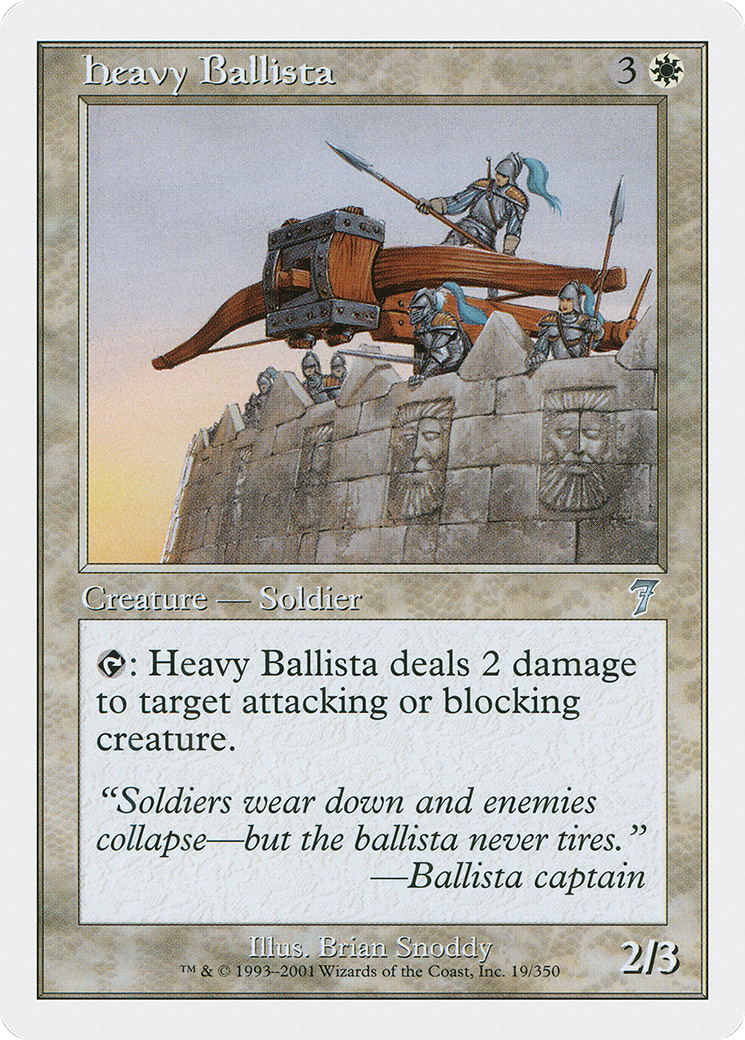 Heavy Ballista 3
Creature — Soldier 7
: Heavy Ballista deals 2 damage
to target attacking or blocking
creature.
“Soldiers wear down and enemies
collapse—but the ballista never tires.”
—Ballista captain
Illus. Brian Snoddy
™ & © 1993–2001 Wizards of the Coast, Inc. 19/350
2/3